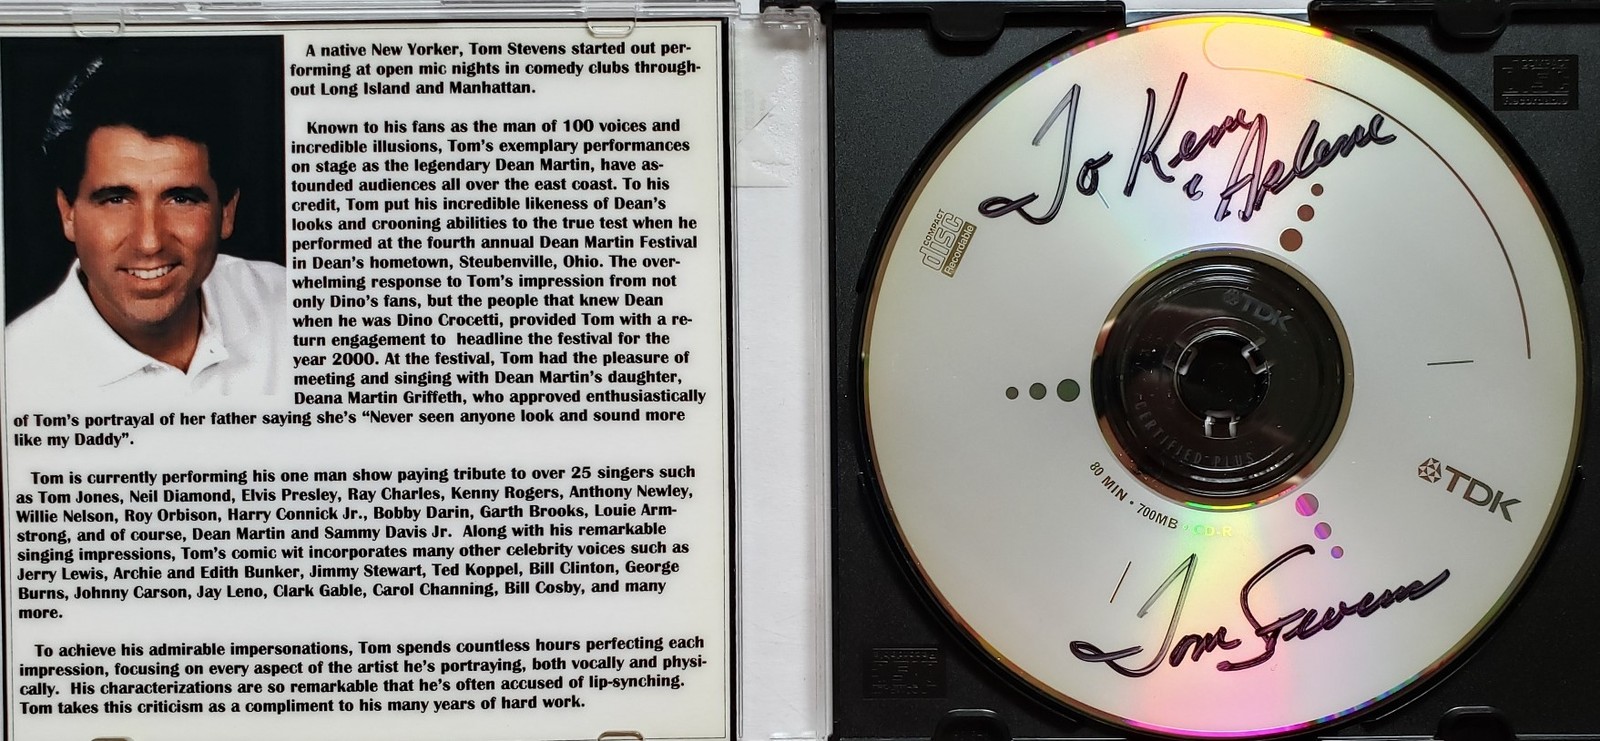 A native New Yorker, Tom Stevens started out per-
forming at open mic nights in comedy clubs through-
out Long Island and Manhattan.
Known to his fans as the man of 100 voices and
incredible illusions, Tom's exemplary performances
on stage as the legendary Dean Martin, have as-
tounded audiences all over the east coast. To his
credit, Tom put his incredible likeness of Dean's
looks and crooning abilities to the true test when he
performed at the fourth annual Dean Martin Festival
in Dean's hometown, Steubenville, Ohio. The over-
whelming response to Tom's impression from not
only Dino's fans, but the people that knew Dean
when he was Dino Crocetti, provided Tom with a re-
turn engagement to headline the festival for the
year 2000. At the festival, Tom had the pleasure of
meeting and singing with Dean Martin's daughter,
Deana Martin Griffeth, who approved enthusiastically
of Tom's portrayal of her father saying she's “Never seen anyone look and sound more
like my Daddy”.
Tom is currently performing his one man show paying tribute to over 25 singers such
as Tom Jones, Neil Diamond, Elvis Presley, Ray Charles, Kenny Rogers, Anthony Newley,
Willie Nelson, Roy Orbison, Harry Connick Jr., Bobby Darin, Garth Brooks, Louie Arm-
strong, and of course, Dean Martin and Sammy Davis Jr. Along with his remarkable
singing impressions, Tom's comic wit incorporates many other celebrity voices such as
Jerry Lewis, Archie and Edith Bunker, Jimmy Stewart, Ted Koppel, Bill Clinton, George
Burns, Johnny Carson, Jay Leno, Clark Gable, Carol Channing, Bill Cosby, and many
more.
To achieve his admirable impersonations, Tom spends countless hours perfecting each
impression, focusing on every aspect of the artist he's portraying, both vocally and physi-
cally. His characterizations are so remarkable that he's often accused of lip-synching.
Tom takes this criticism as a compliment to his many years of hard work.
To Ken
& Arlene
COMPACT
disc
Recordable
TDK
CERTIFIED PLUS
80 MIN • 700MB • CD-R
TDK
Tom Stevens